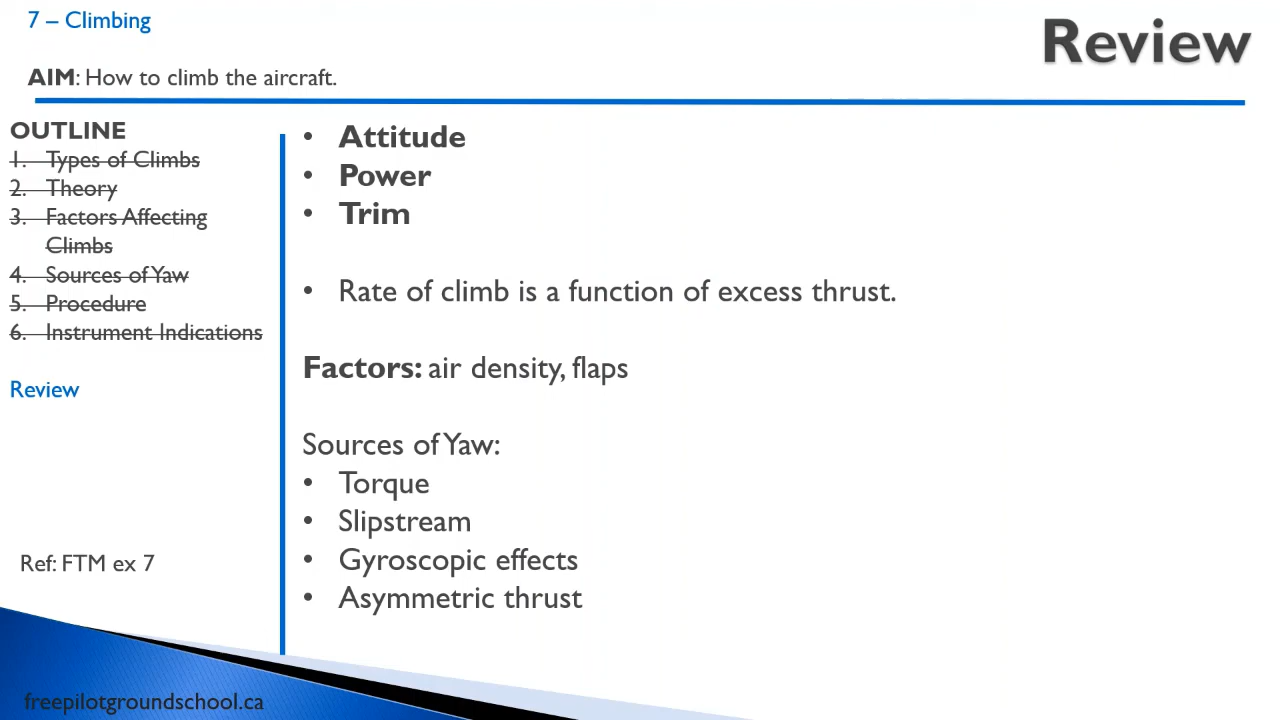 7 – Climbing
Review
AIM: How to climb the aircraft.
OUTLINE
1. Types of Climbs
2. Theory
3. Factors Affecting
Climbs
4. Sources of Yaw
5. Procedure
6. Instrument Indications
Review
Ref: FTM ex 7
• Attitude
• Power
• Trim
• Rate of climb is a function of excess thrust.
Factors: air density, flaps
Sources of Yaw:
• Torque
• Slipstream
• Gyroscopic effects
• Asymmetric thrust
freepilotgroundschool.ca